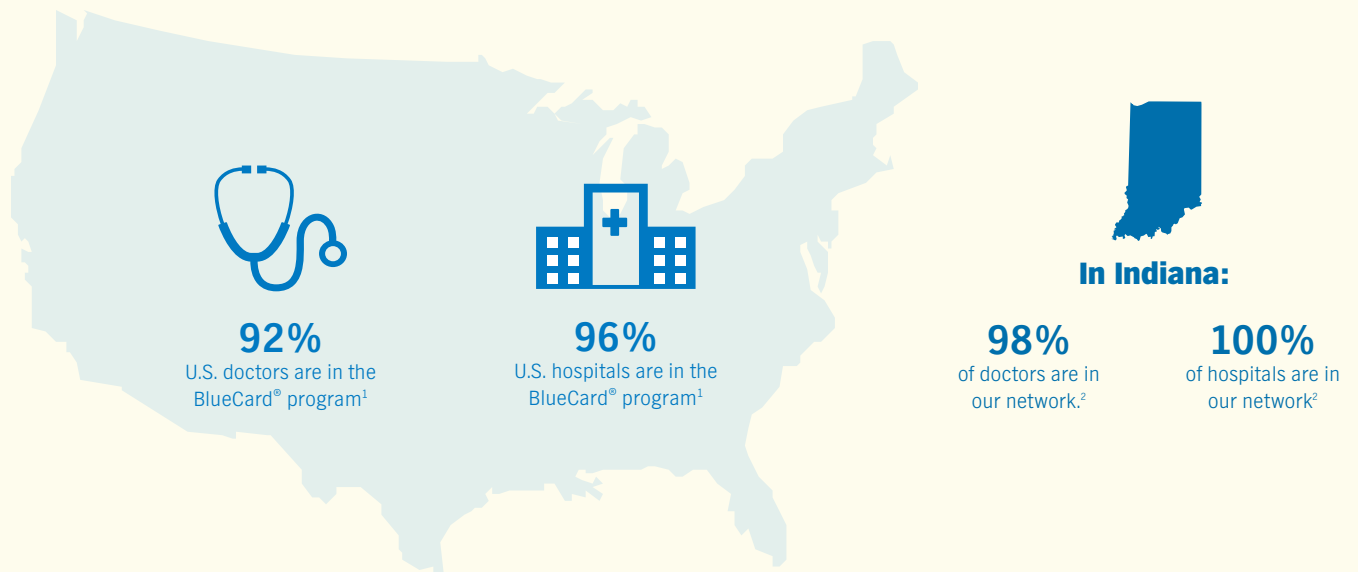 92%
U.S. doctors are in the
BlueCard® program¹
96%
U.S. hospitals are in the
BlueCard® program¹
In Indiana:
98%
of doctors are in
our network.²
100%
of hospitals are in
our network²